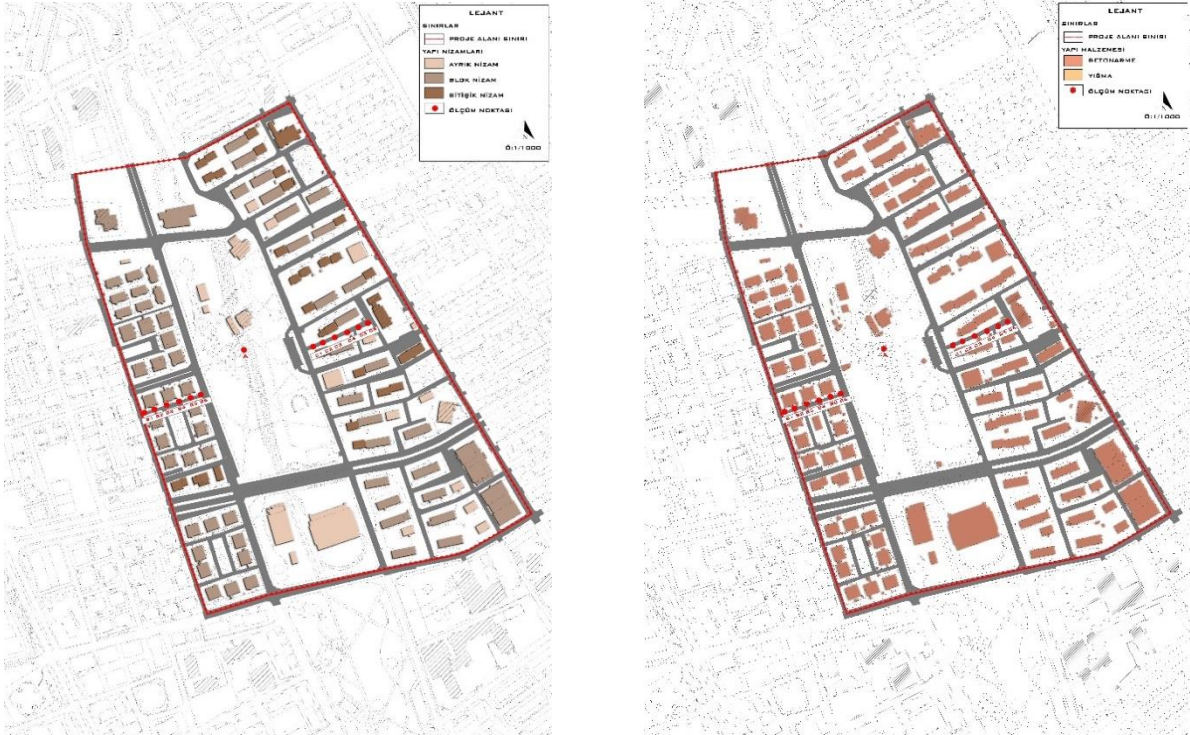 LEJANT
SINIRLAR
PROJE ALANI SINIRI
YAPI NİZAMLARI
AYRIK NİZAM
BLOK NİZAM
BİTİŞİK NİZAM
ÖLÇÜM NOKTASI
Ö:1/1000
LEJANT
SINIRLAR
PROJE ALANI SINIRI
YAPI MALZEMESİ
BETONARME
YIĞMA
ÖLÇÜM NOKTASI
Ö:1/1000